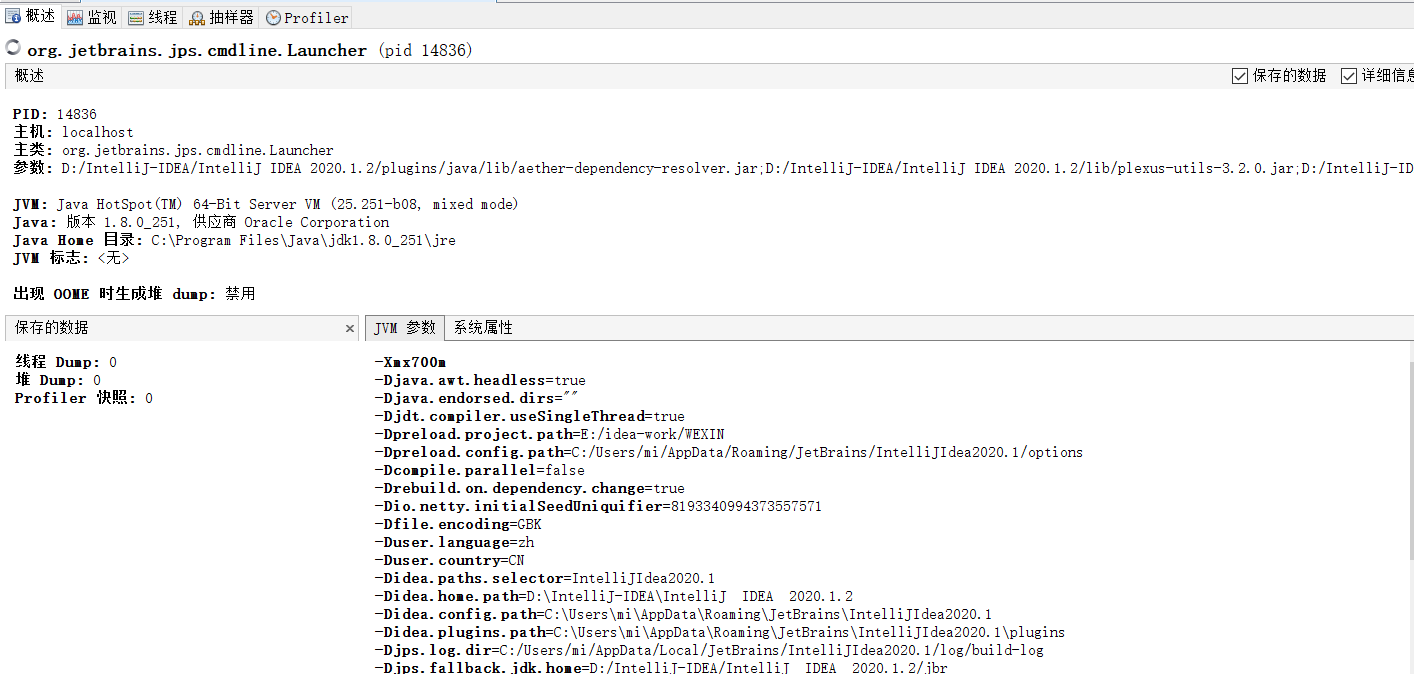 概述 监视 线程 抽样器 Profiler
org.jetbrains.jps.cmdline.Launcher (pid 14836)
概述 保存的数据 详细信息
PID: 14836
主机: localhost
主类: org.jetbrains.jps.cmdline.Launcher
参数: D:/IntelliJ-IDEA/IntelliJ IDEA 2020.1.2/plugins/java/lib/aether-dependency-resolver.jar;D:/IntelliJ-IDEA/IntelliJ IDEA 2020.1.2/lib/plexus-utils-3.2.0.jar;D:/IntelliJ-ID
JVM: Java HotSpot(TM) 64-Bit Server VM (25.251-b08, mixed mode)
Java: 版本 1.8.0_251, 供应商 Oracle Corporation
Java Home 目录: C:\Program Files\Java\jdk1.8.0_251\jre
JVM 标志: <无>
出现 OOME 时生成堆 dump: 禁用
保存的数据
线程 Dump: 0
堆 Dump: 0
Profiler 快照: 0
JVM 参数 系统属性
-Xmx700m
-Djava.awt.headless=true
-Djava.endorsed.dirs=""
-Djdt.compiler.useSingleThread=true
-Dpreload.project.path=E:/idea-work/WEXIN
-Dpreload.config.path=C:/Users/mi/AppData/Roaming/JetBrains/IntelliJIdea2020.1/options
-Dcompile.parallel=false
-Drebuild.on.dependency.change=true
-Dio.netty.initialSeedUniquifier=8193340994373557571
-Dfile.encoding=GBK
-Duser.language=zh
-Duser.country=CN
-Didea.paths.selector=IntelliJIdea2020.1
-Didea.home.path=D:\IntelliJ-IDEA\IntelliJ IDEA 2020.1.2
-Didea.config.path=C:\Users\mi\AppData\Roaming\JetBrains\IntelliJIdea2020.1
-Didea.plugins.path=C:\Users\mi\AppData\Roaming\JetBrains\IntelliJIdea2020.1\plugins
-Djps.log.dir=C:/Users/mi/AppData/Local/JetBrains/IntelliJIdea2020.1/log/build-log
-Djps.fallback.jdk.home=D:/IntelliJ-IDEA/IntelliJ IDEA 2020.1.2/jbr